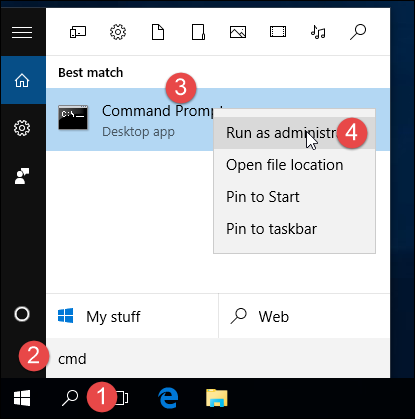 Best match
3
C:\.
Command Promp
Desktop app
Run as administr
4
Open file location
Pin to Start
Pin to taskbar
My stuff
Web
2
cmd
1